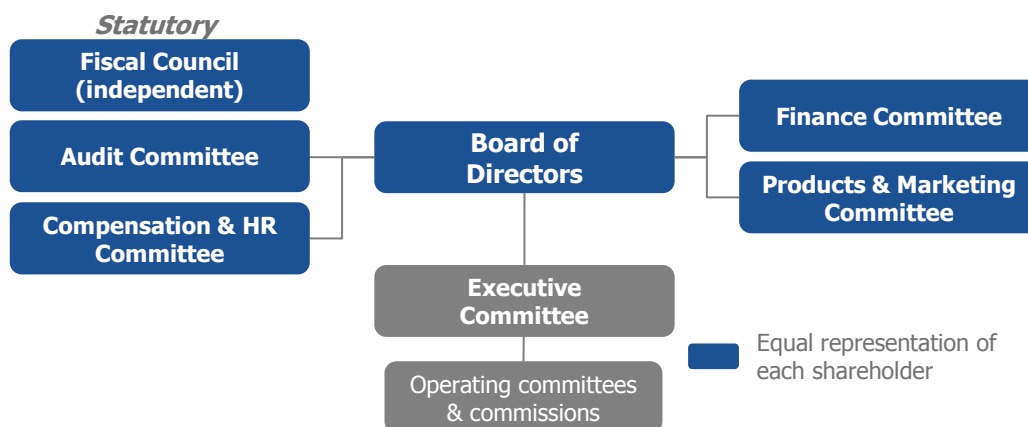 Statutory
Fiscal Council
(independent)
Audit Committee
Compensation & HR
Committee
Board of
Directors
Finance Committee
Products & Marketing
Committee
Executive
Committee
Operating committees
& commissions
Equal representation of
each shareholder